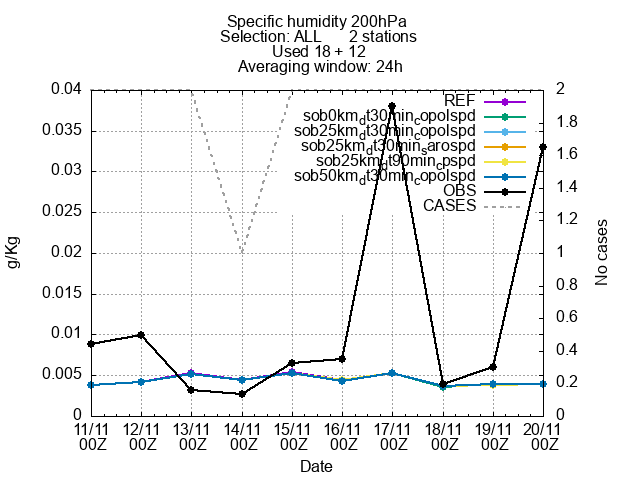 Specific humidity 200hPa
Selection: ALL 2 stations
Used 18 + 12
Averaging window: 24h
0.04
0.035
0.03
0.025
0.02
0.015
0.01
0.005
0
g/Kg
2
1.8
1.6
1.4
1.2
1
0.8
0.6
0.4
0.2
0
No cases
REF
sob0km_dt30min_copolspd
sob25km_dt30min_copolspd
sob25km_dt30min_sarospd
sob25km_dt90min_cpspd
sob50km_dt30min_copolspd
OBS
CASES
11/11 12/11 13/11 14/11 15/11 16/11 17/11 18/11 19/11 20/11
00Z 00Z 00Z 00Z 00Z 00Z 00Z 00Z 00Z 00Z
Date